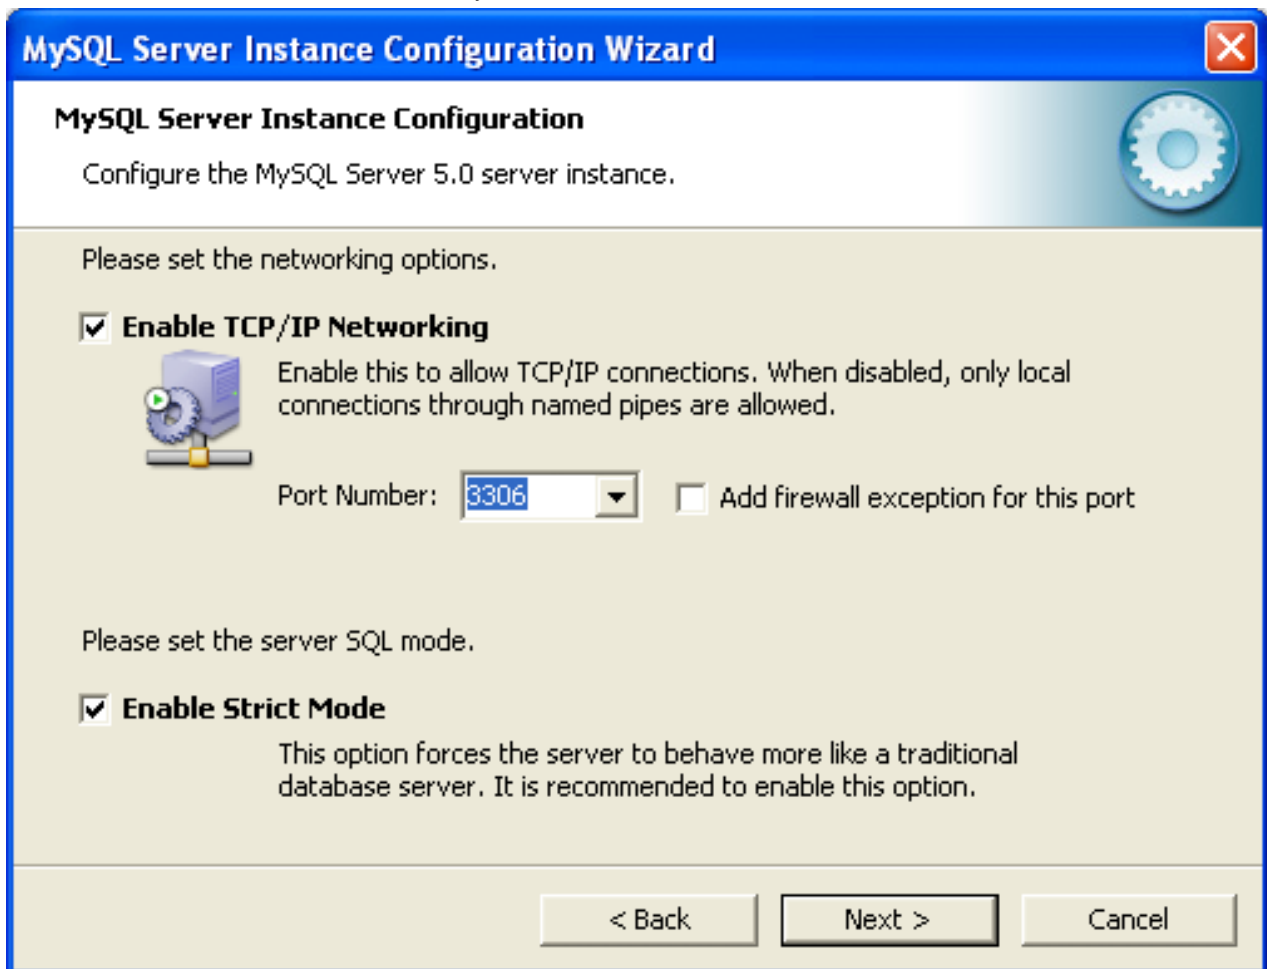 MySQL Server Instance Configuration Wizard
MySQL Server Instance Configuration
Configure the MySQL Server 5.0 server instance.
Please set the networking options.
Enable TCP/IP Networking
Enable this to allow TCP/IP connections. When disabled, only local
connections through named pipes are allowed.
Port Number: 3306 Add firewall exception for this port
Please set the server SQL mode.
Enable Strict Mode
This option forces the server to behave more like a traditional
database server. It is recommended to enable this option.
< Back Next > Cancel